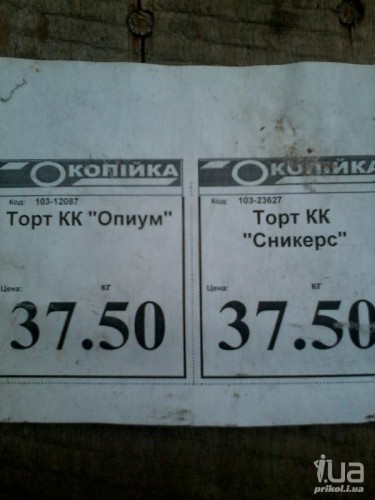 КОПІЙКА
Код: 103-12087
Торт КК "Опиум"
Цена: КГ
37.50
КОПІЙКА
Код: 103-23627
Торт КК
"Сникерс"
Цена: КГ
37.50
i.ua
prikol.i.ua